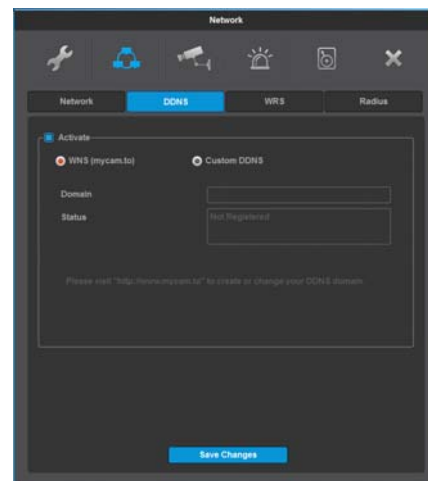 Network
Network DDNS WRS Radius
Activate
WNS (mycam.to) Custom DDNS
Domain
Status Not Registered
Please visit "http://www.mycam.to" to create or change your DDNS domain.
Save Changes